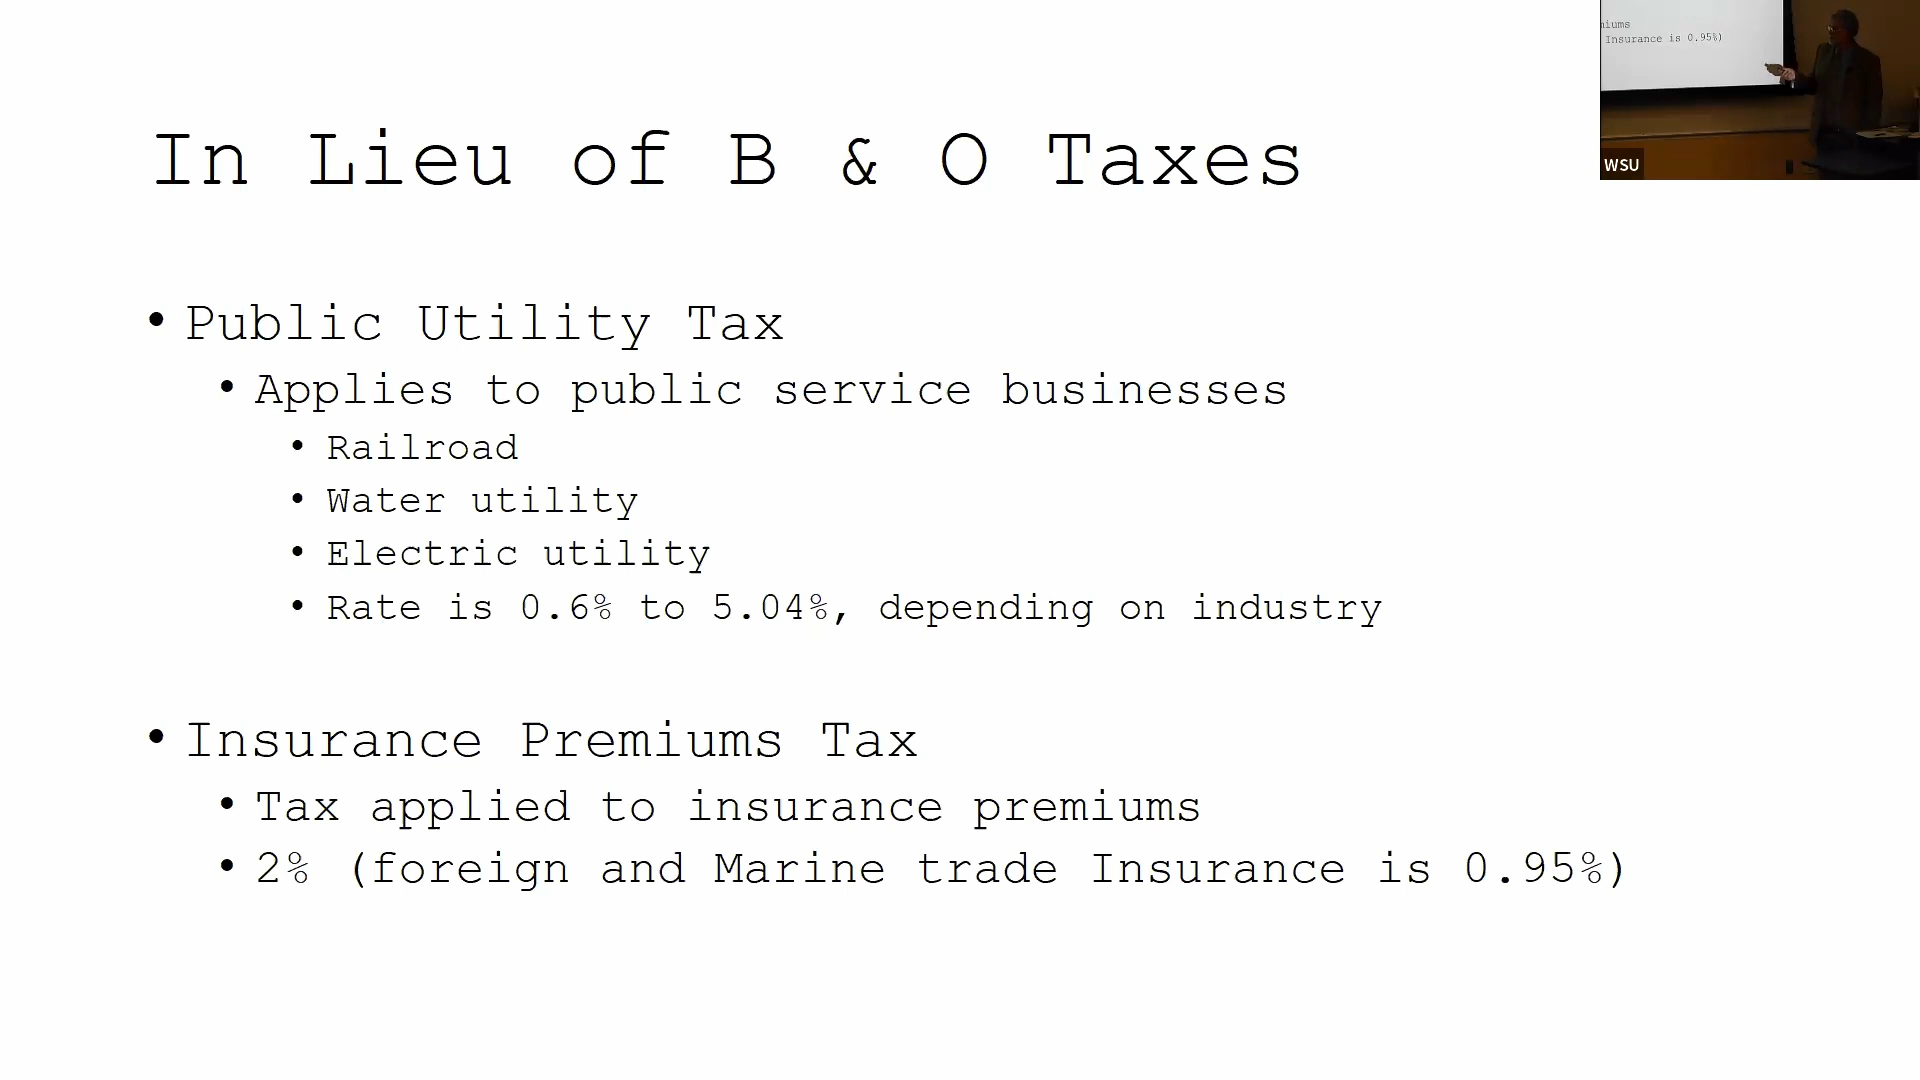 In Lieu of B & O Taxes
• Public Utility Tax
• Applies to public service businesses
• Railroad
• Water utility
• Electric utility
• Rate is 0.6% to 5.04%, depending on industry
• Insurance Premiums Tax
• Tax applied to insurance premiums
• 2% (foreign and Marine trade Insurance is 0.95%)
miums
Insurance is 0.95%)
WSU